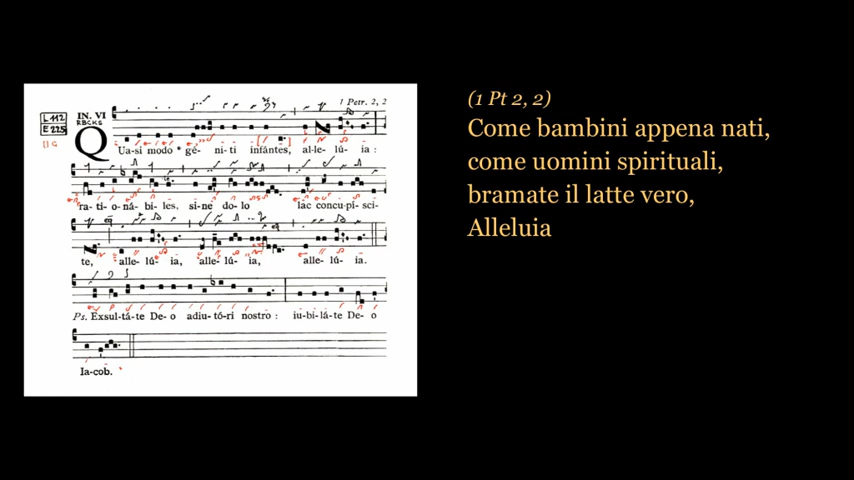 L 112
E 225
IN. VI
RBCKS
1 Petr. 2, 2
QUa-si modo * gé-ni-ti infántes, al-le-lú-ia :
ra-ti-o-ná-bi-les, si-ne do-lo lac concu-pí-sci-
te, alle-lú-ia, alle-lú-ia, alle-lú-ia.
Ps. Exsul-tá-te De-o adiu-tó-ri nostro : iu-bi-lá-te De-o
Ia-cob.
(1 Pt 2, 2)
Come bambini appena nati,
come uomini spirituali,
bramate il latte vero,
Alleluia